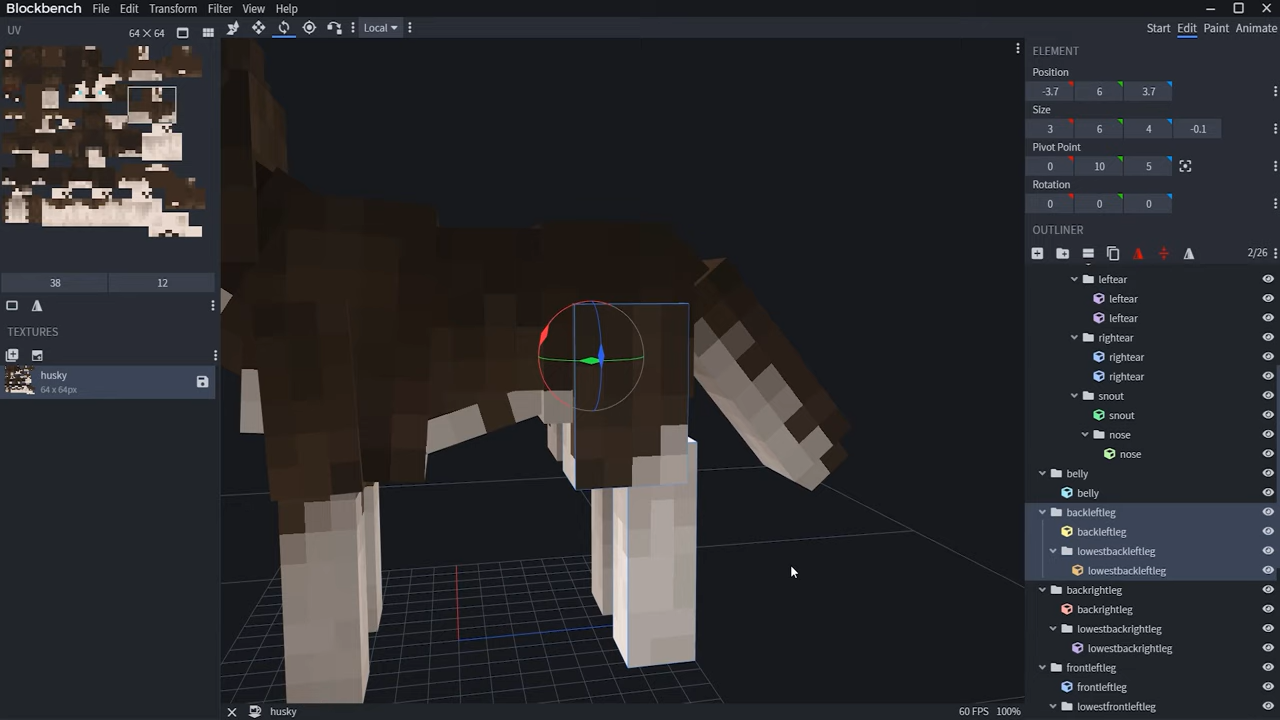 Blockbench File Edit Transform Filter View Help
UV 64 × 64 Local Start Edit Paint Animate
38 12
TEXTURES
husky
64 x 64px
ELEMENT
Position
-3.7 6 3.7
Size
3 6 4 -0.1
Pivot Point
0 10 5
Rotation
0 0 0
OUTLINER
2/26
leftear
leftear
leftear
rightear
rightear
rightear
snout
snout
nose
nose
belly
belly
backleftleg
backleftleg
lowestbackleftleg
lowestbackleftleg
backrightleg
backrightleg
lowestbackrightleg
lowestbackrightleg
frontleftleg
frontleftleg
lowestfrontleftleg
husky 60 FPS 100%